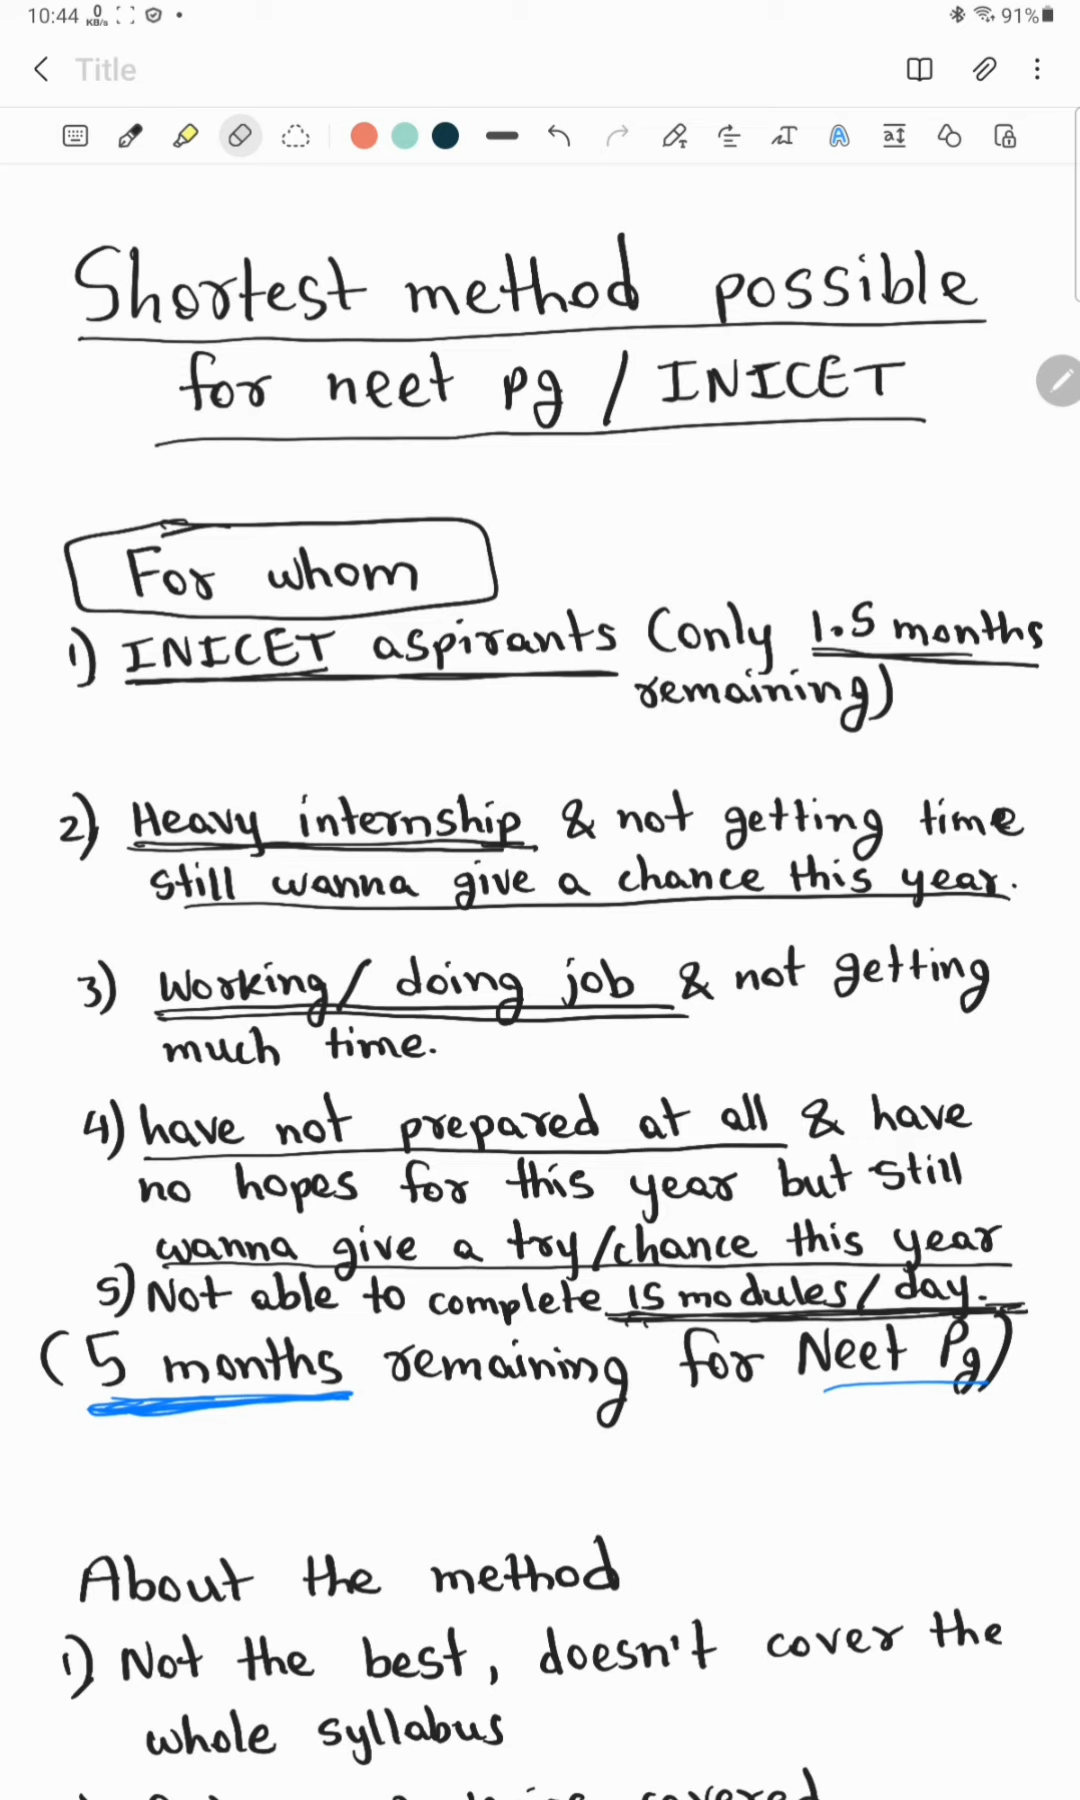 10:44 0 KB/s 91%
Title
Shortest method possible
for neet pg / INICET
For whom
1) INICET aspirants (only 1.5 months
remaining)
2) Heavy internship & not getting time
still wanna give a chance this year.
3) Working / doing job & not getting
much time.
4) have not prepared at all & have
no hopes for this year but still
wanna give a try/chance this year
5) Not able to complete 15 modules / day.
(5 months remaining for Neet Pg)
About the method
1) Not the best, doesn't cover the
whole syllabus
covered